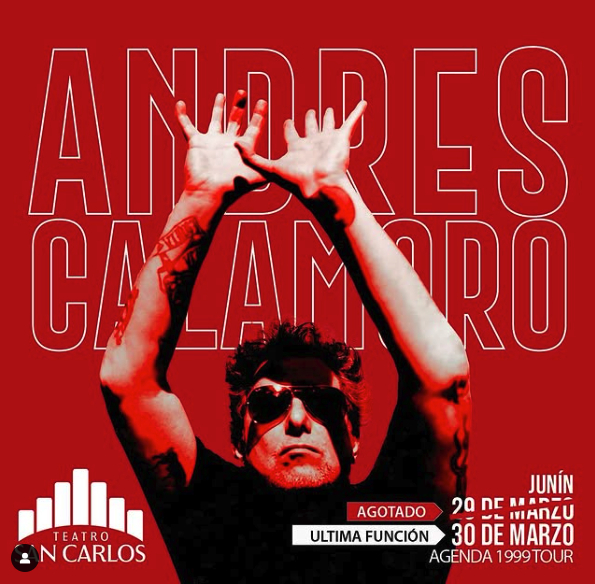 ANDRES
CALAMARO
JUNÍN
AGOTADO 29 DE MARZO
ULTIMA FUNCIÓN 30 DE MARZO
AGENDA 1999 TOUR
TEATRO
SAN CARLOS